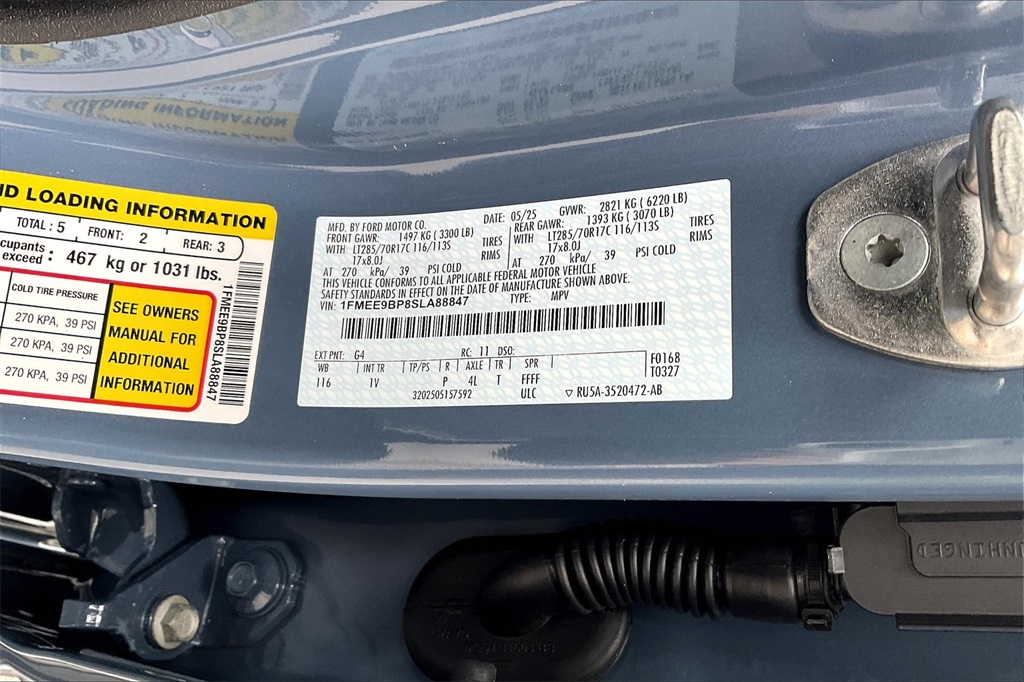 ND LOADING INFORMATION
TOTAL : 5 FRONT: 2 REAR: 3
cupants
exceed : 467 kg or 1031 lbs.
COLD TIRE PRESSURE
270 KPA, 39 PSI
270 KPA, 39 PSI
270 KPA, 39 PSI
SEE OWNERS
MANUAL FOR
ADDITIONAL
INFORMATION
1FMEE9BP8SLA88847
MFD. BY FORD MOTOR CO. DATE: 05/25 GVWR: 2821 KG ( 6220 LB)
FRONT GAWR: 1497 KG ( 3300 LB) REAR GAWR: 1393 KG ( 3070 LB)
WITH LT285/70R17C 116/113S TIRES WITH LT285/70R17C 116/113S TIRES
17x8.0J RIMS 17x8.0J RIMS
AT 270 kPa/ 39 PSI COLD AT 270 kPa/ 39 PSI COLD
THIS VEHICLE CONFORMS TO ALL APPLICABLE FEDERAL MOTOR VEHICLE
SAFETY STANDARDS IN EFFECT ON THE DATE OF MANUFACTURE SHOWN ABOVE.
VIN: 1FMEE9BP8SLA88847 TYPE: MPV
EXT PNT: G4 RC: 11 DSO: F0168
WB INT TR TP/PS R AXLE TR SPR T0327
116 1V P 4L T FFFF
3202505157592 ULC ▽ RU5A-3520472-AB
UNHINGED